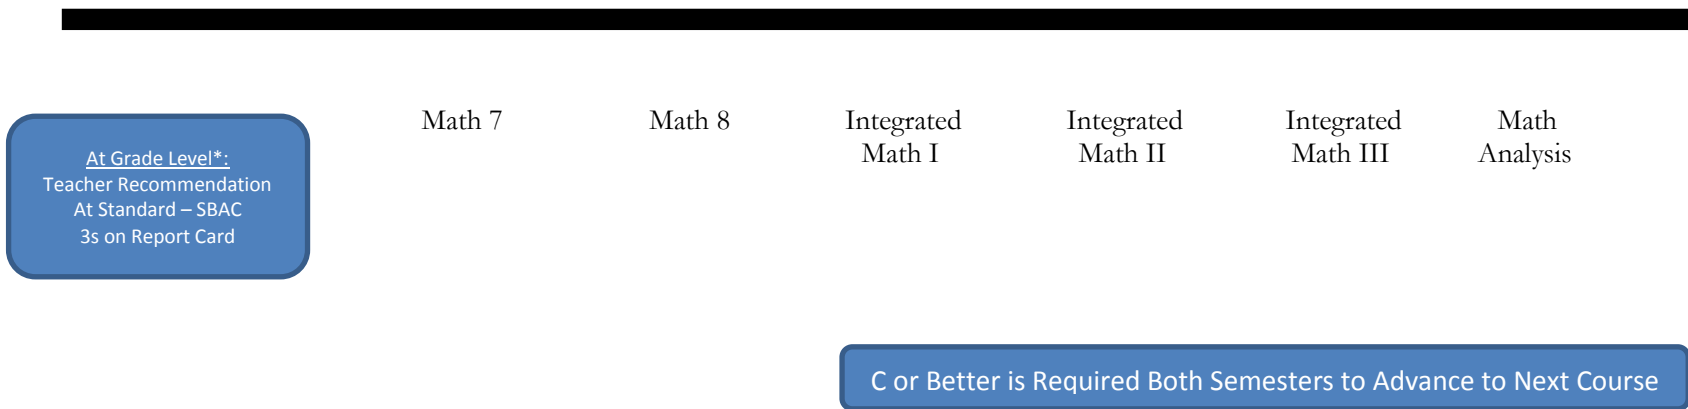 At Grade Level*:
Teacher Recommendation
At Standard – SBAC
3s on Report Card
Math 7
Math 8
Integrated
Math I
Integrated
Math II
Integrated
Math III
Math
Analysis
C or Better is Required Both Semesters to Advance to Next Course